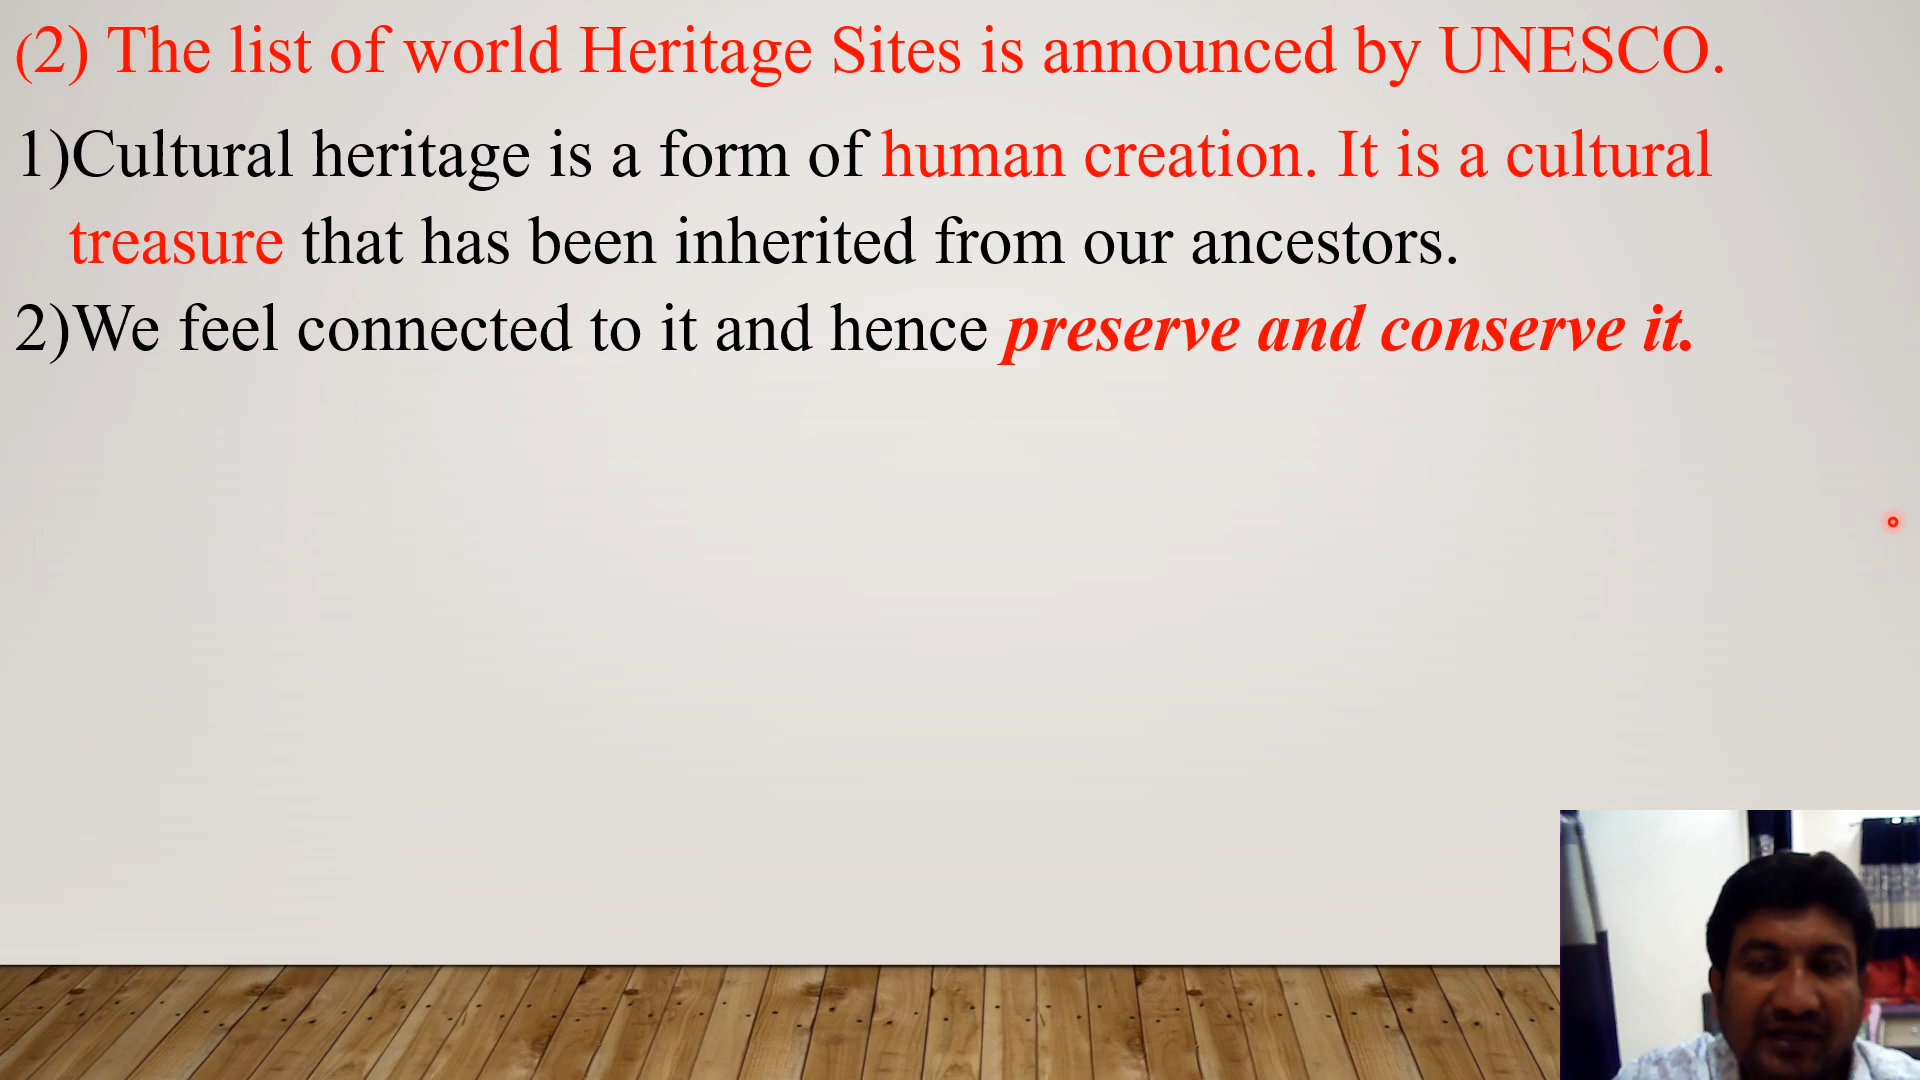 (2) The list of world Heritage Sites is announced by UNESCO.
1)Cultural heritage is a form of human creation. It is a cultural
treasure that has been inherited from our ancestors.
2)We feel connected to it and hence preserve and conserve it.